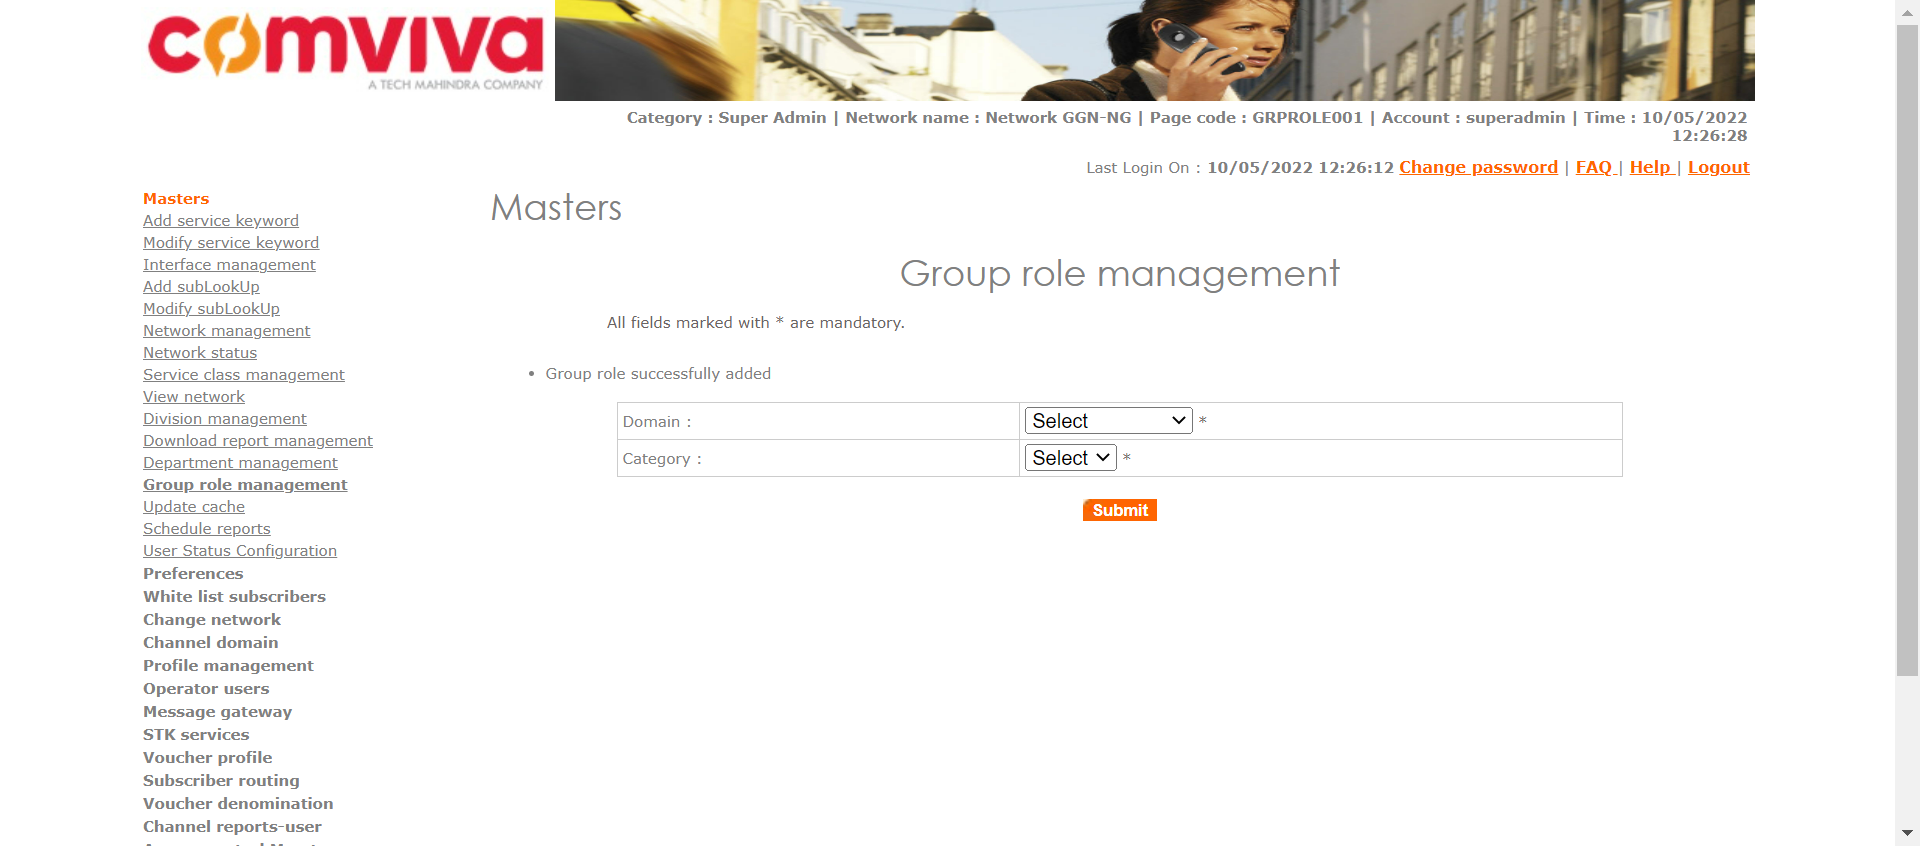 comviva
A TECH MAHINDRA COMPANY
Category : Super Admin | Network name : Network GGN-NG | Page code : GRPROLE001 | Account : superadmin | Time : 10/05/2022
12:26:28
Last Login On : 10/05/2022 12:26:12 Change password | FAQ | Help | Logout
Masters
Add service keyword
Modify service keyword
Interface management
Add subLookUp
Modify subLookUp
Network management
Network status
Service class management
View network
Division management
Download report management
Department management
Group role management
Update cache
Schedule reports
User Status Configuration
Preferences
White list subscribers
Change network
Channel domain
Profile management
Operator users
Message gateway
STK services
Voucher profile
Subscriber routing
Voucher denomination
Channel reports-user
Masters
Group role management
All fields marked with * are mandatory.
• Group role successfully added
Domain : Select *
Category : Select *
Submit